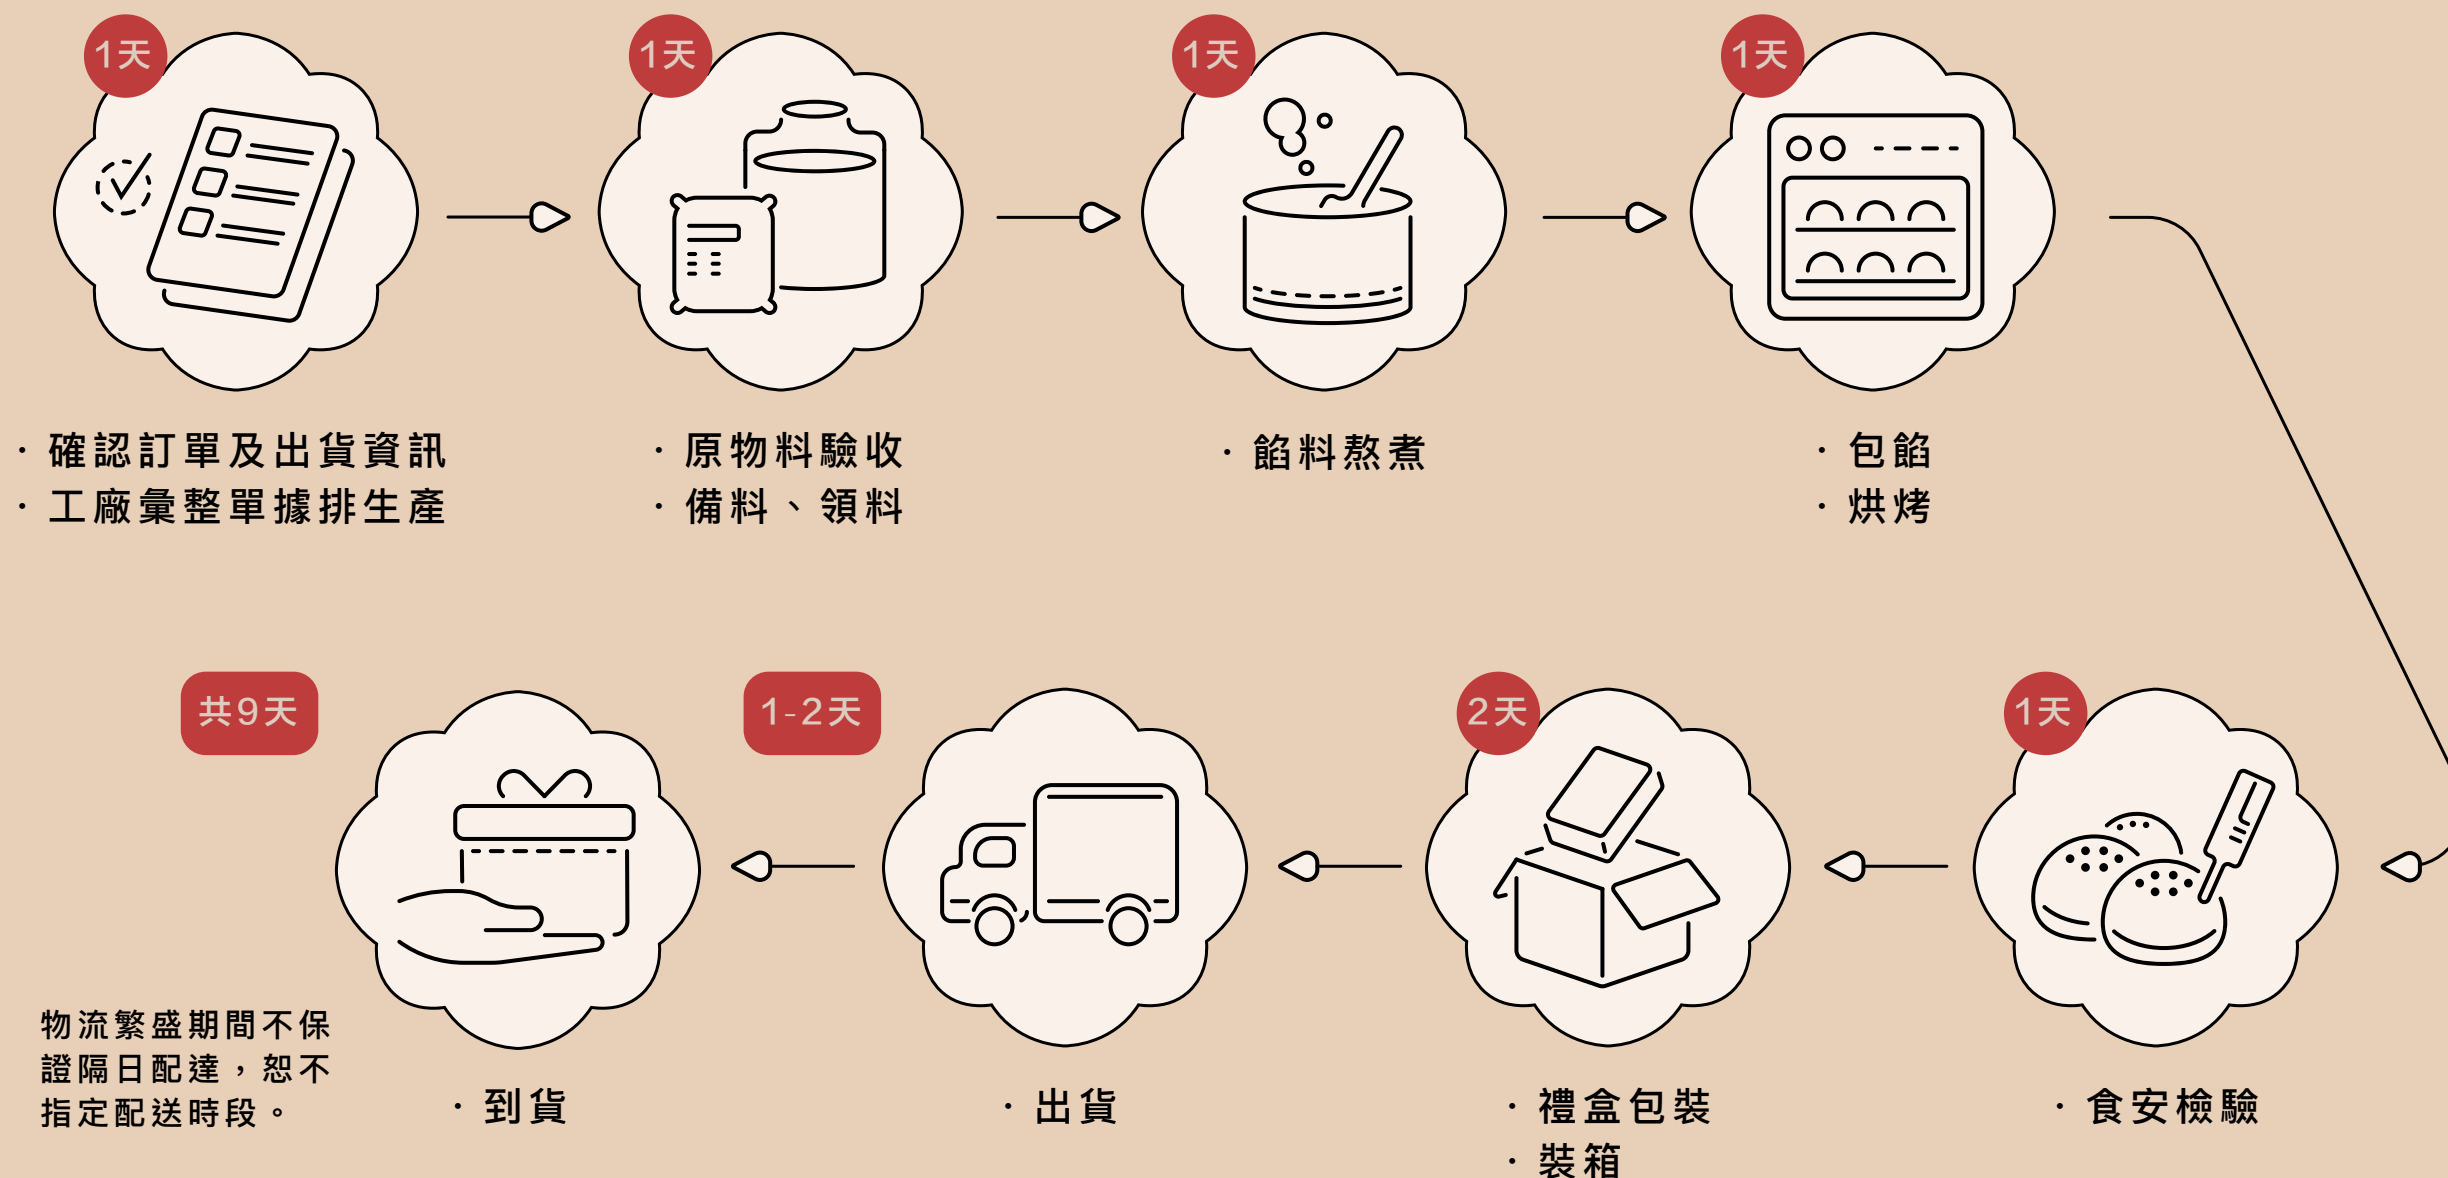 1天
· 確認訂單及出貨資訊
· 工廠彙整單據排生產
1天
· 原物料驗收
· 備料、領料
1天
· 餡料熬煮
1天
· 包餡
· 烘烤
1天
· 食安檢驗
2天
· 禮盒包裝
· 裝箱
1-2天
· 出貨
共9天
· 到貨
物流繁盛期間不保
證隔日配達，恕不
指定配送時段。